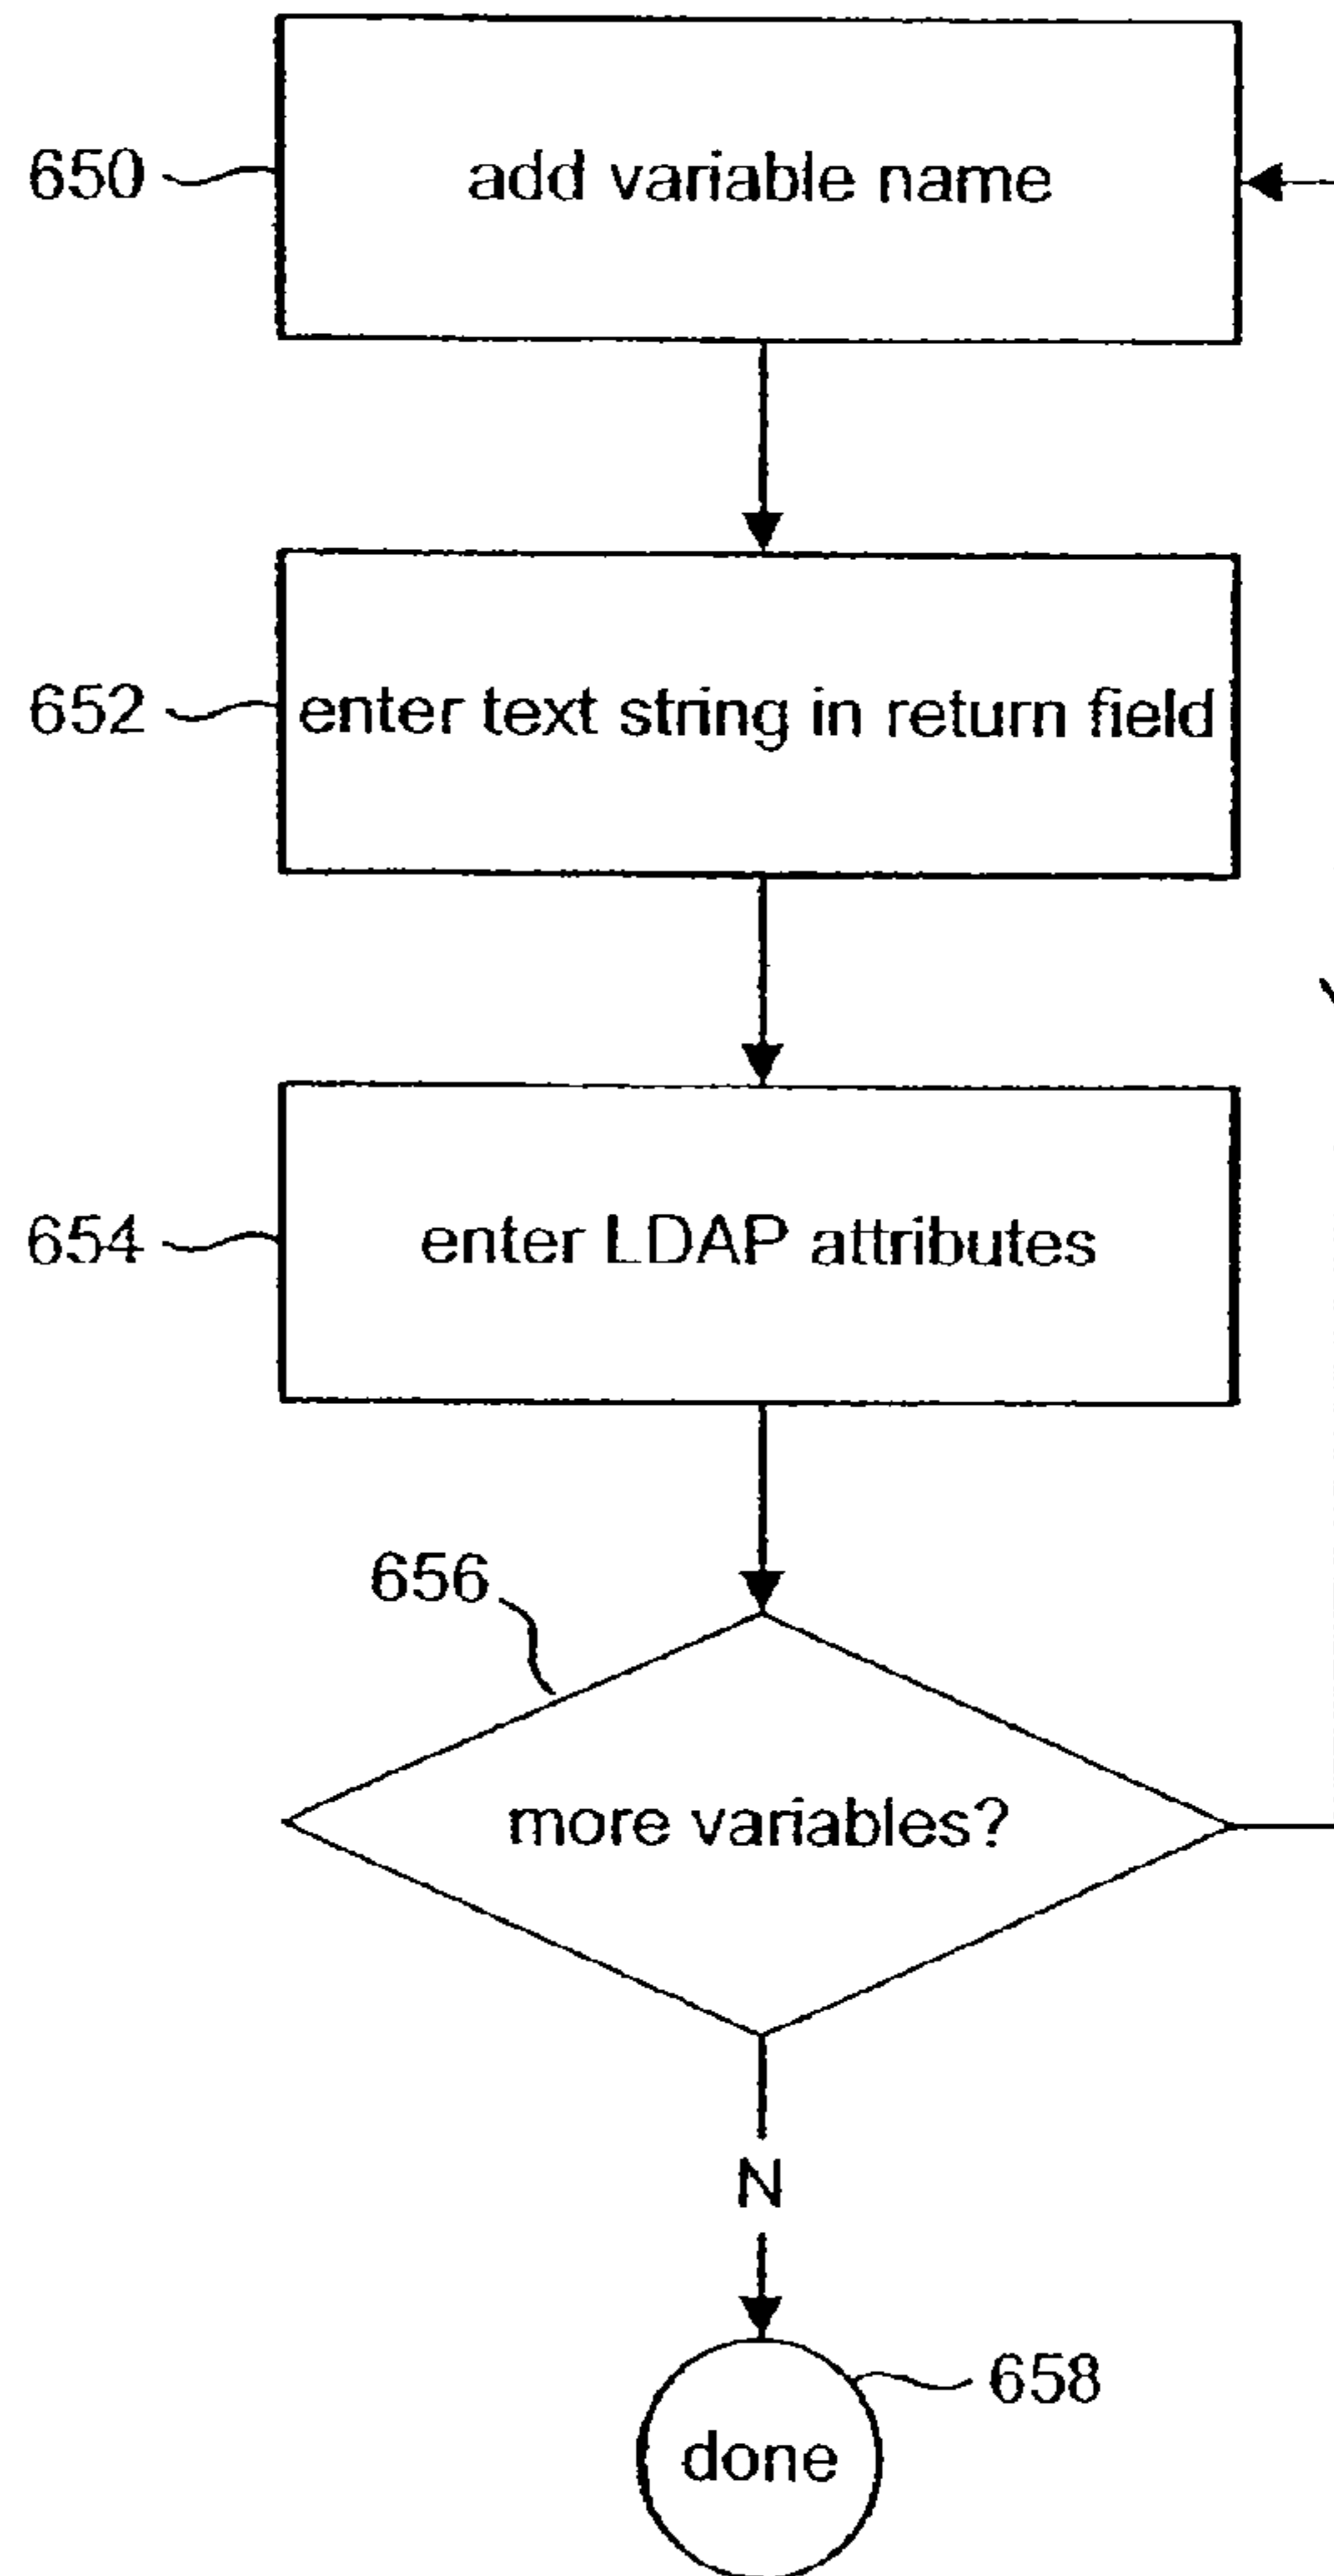 650
add variable name
652
enter text string in return field
654
enter LDAP attributes
656
more variables?
N
658
done